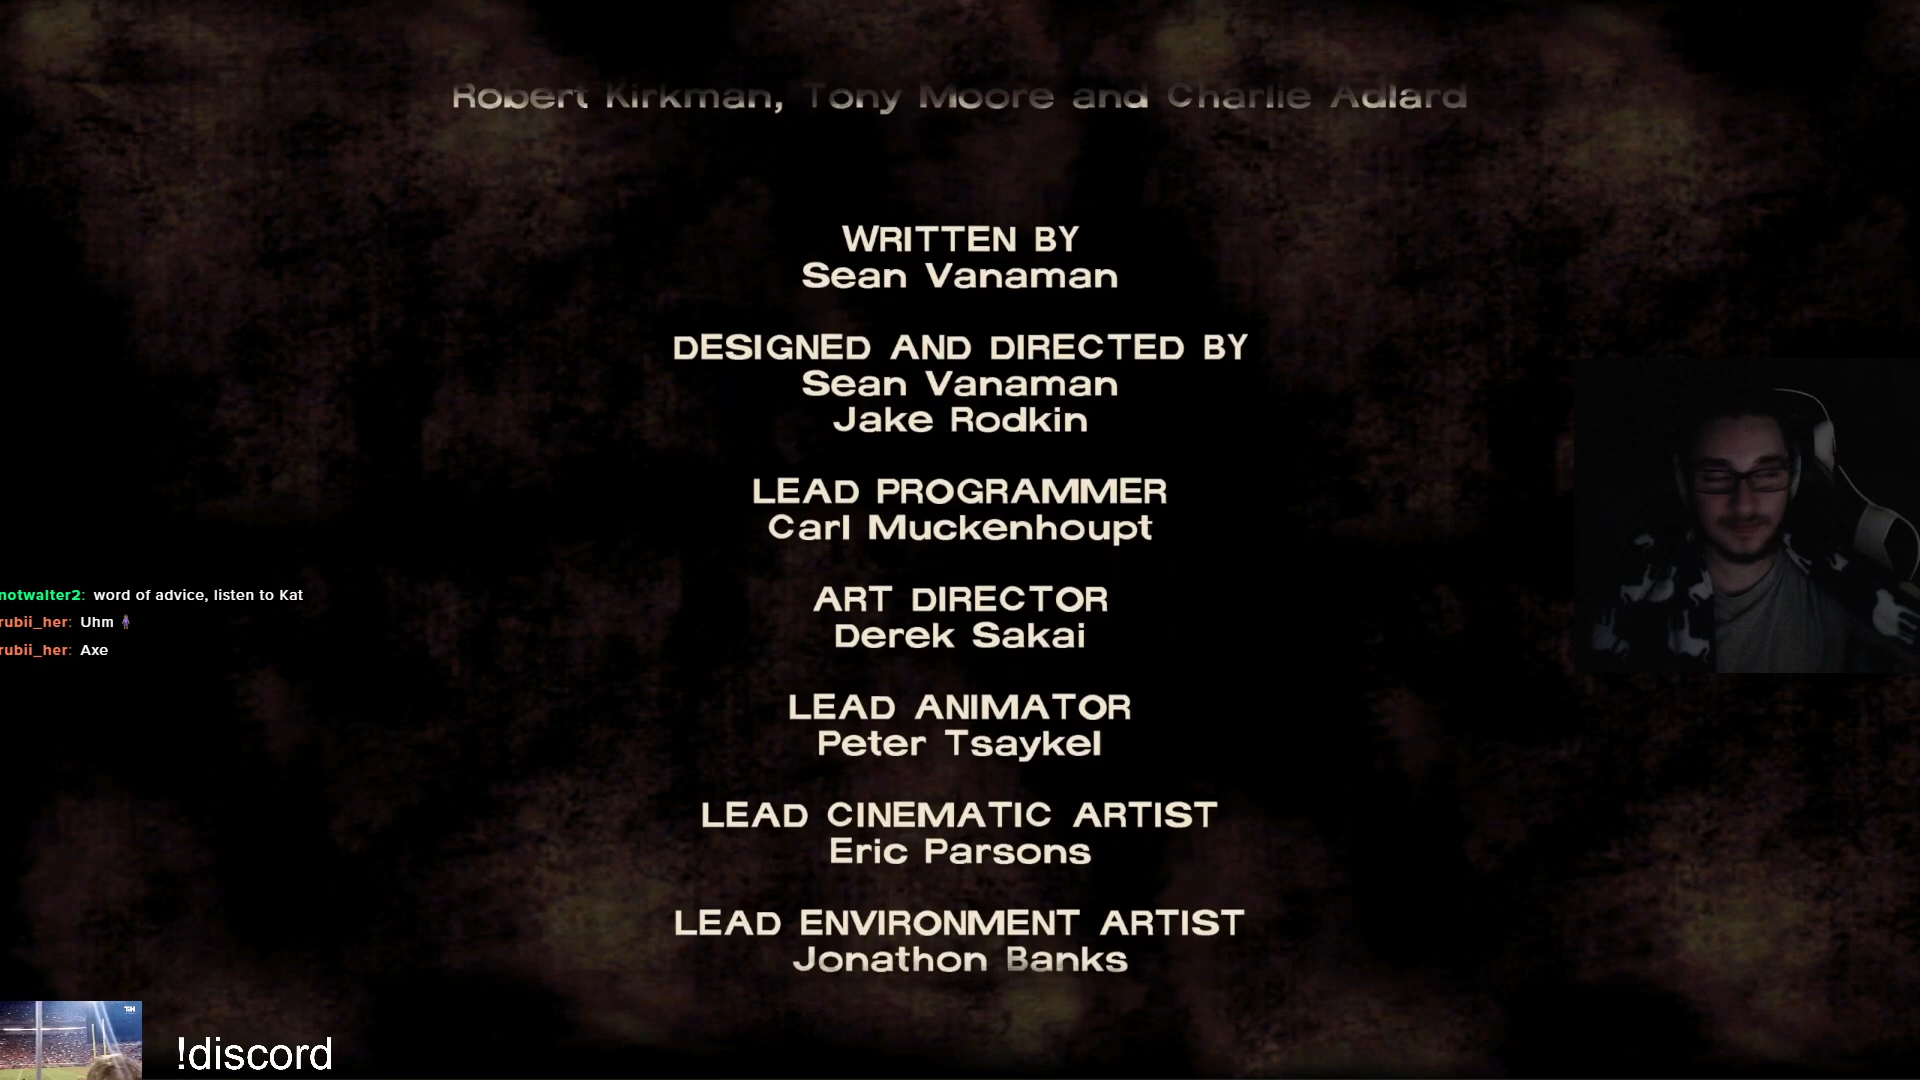 Robert Kirkman, Tony Moore and Charlie Adlard
WRITTEN BY
Sean Vanaman
DESIGNED AND DIRECTED BY
Sean Vanaman
Jake Rodkin
LEAD PROGRAMMER
Carl Muckenhoupt
ART DIRECTOR
Derek Sakai
LEAD ANIMATOR
Peter Tsaykel
LEAD CINEMATIC ARTIST
Eric Parsons
LEAD ENVIRONMENT ARTIST
Jonathon Banks
notwalter2: word of advice, listen to Kat
rubii_her: Uhm
rubii_her: Axe
!discord